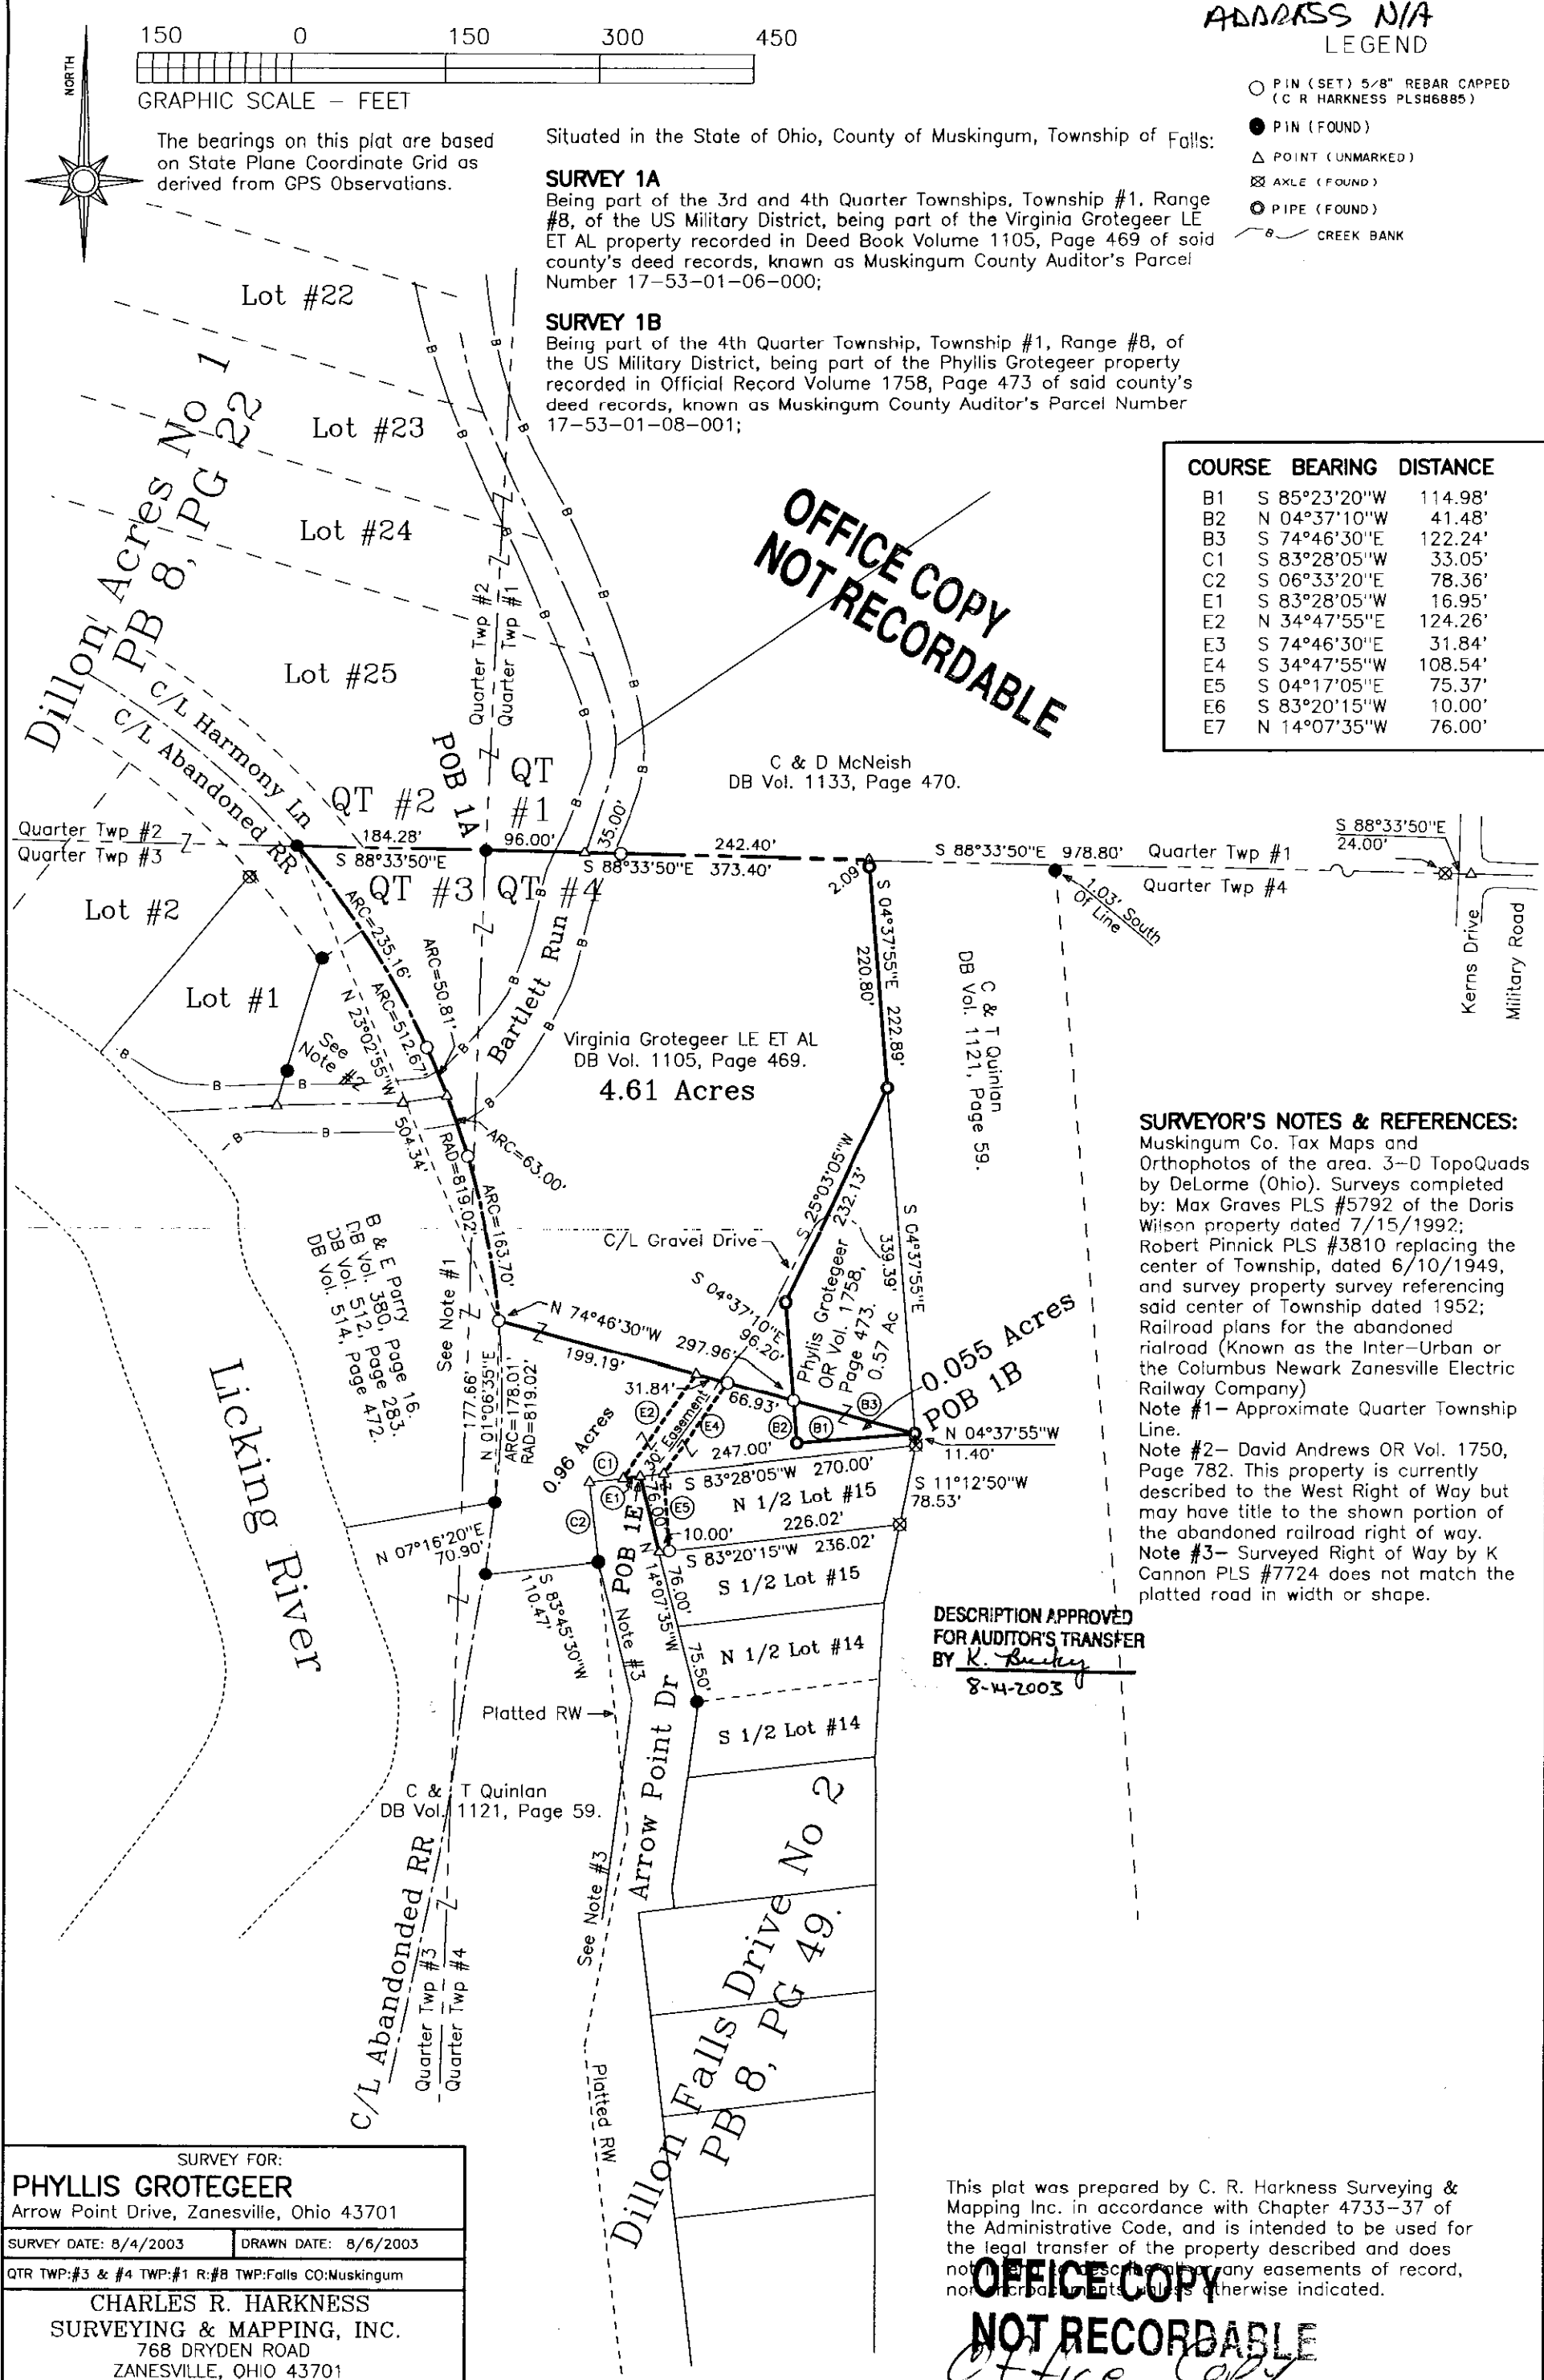 ADDRESS N/A
LEGEND
PIN (SET) 5/8" REBAR CAPPED
(C R HARKNESS PLS#6885)
PIN (FOUND)
POINT (UNMARKED)
AXLE (FOUND)
PIPE (FOUND)
B CREEK BANK
150 0 150 300 450
GRAPHIC SCALE - FEET
NORTH
The bearings on this plat are based
on State Plane Coordinate Grid as
derived from GPS Observations.
Situated in the State of Ohio, County of Muskingum, Township of Falls:
SURVEY 1A
Being part of the 3rd and 4th Quarter Townships, Township #1, Range
#8, of the US Military District, being part of the Virginia Grotegeer LE
ET AL property recorded in Deed Book Volume 1105, Page 469 of said
county's deed records, known as Muskingum County Auditor's Parcel
Number 17-53-01-06-000;
SURVEY 1B
Being part of the 4th Quarter Township, Township #1, Range #8, of
the US Military District, being part of the Phyllis Grotegeer property
recorded in Official Record Volume 1758, Page 473 of said county's
deed records, known as Muskingum County Auditor's Parcel Number
17-53-01-08-001;
COURSE BEARING DISTANCE
B1 S 85°23'20"W 114.98'
B2 N 04°37'10"W 41.48'
B3 S 74°46'30"E 122.24'
C1 S 83°28'05"W 33.05'
C2 S 06°33'20"E 78.36'
E1 S 83°28'05"W 16.95'
E2 N 34°47'55"E 124.26'
E3 S 74°46'30"E 31.84'
E4 S 34°47'55"W 108.54'
E5 S 04°17'05"E 75.37'
E6 S 83°20'15"W 10.00'
E7 N 14°07'35"W 76.00'
OFFICE COPY
NOT RECORDABLE
Lot #22
Lot #23
Lot #24
Lot #25
Dillon Acres No 1
PB 8, PG 22
C/L Harmony Ln
C/L Abandoned RR
Quarter Twp #2
Quarter Twp #1
POB 1A
QT #2
QT
#1
QT #3
QT #4
C & D McNeish
DB Vol. 1133, Page 470.
Quarter Twp #2
Quarter Twp #3
184.28'
S 88°33'50"E
96.00'
35.00'
242.40'
S 88°33'50"E 373.40'
2.09'
S 88°33'50"E 978.80'
Quarter Twp #1
Quarter Twp #4
S 88°33'50"E
24.00'
1.03' South
Of Line
Kerns Drive
Military Road
Lot #2
Lot #1
See
Note #2
ARC=235.16'
ARC=512.67'
N 23°02'55"W
504.34'
ARC=50.81'
RAD=819.02'
ARC=63.00'
ARC=163.70'
Bartlett Run
Virginia Grotegeer LE ET AL
DB Vol. 1105, Page 469.
4.61 Acres
S 04°37'55"E 222.89'
220.80'
C & T Quinlan
DB Vol. 1121, Page 59.
S 25°03'05"W
232.13'
C/L Gravel Drive
S 04°37'55"E
339.39'
S 04°37'10"E
96.20'
Phylis Grotegeer
OR Vol. 1758,
Page 473.
0.57 Ac
0.055 Acres
POB 1B
N 04°37'55"W
11.40'
S 11°12'50"W
78.53'
B & E Parry
DB Vol. 380, Page 16.
DB Vol. 512, Page 283.
DB Vol. 514, Page 472.
See Note #1
N 74°46'30"W 297.96'
199.19'
31.84'
66.93'
B1
B2
B3
E2
E4
30' Easement
0.96 Acres
C1
E1
C2
E5
76.00'
10.00'
247.00'
S 83°28'05"W 270.00'
N 1/2 Lot #15
226.02'
S 83°20'15"W 236.02'
S 1/2 Lot #15
N 1/2 Lot #14
S 1/2 Lot #14
POB 1E
177.66'
N 01°06'35"E
ARC=178.01'
RAD=819.02'
N 07°16'20"E
70.90'
S 83°45'30"W
110.47'
76.00'
N 14°07'35"W
75.50'
Note #3
Platted RW
Arrow Point Dr
Licking River
C & T Quinlan
DB Vol. 1121, Page 59.
See Note #3
Platted RW
C/L Abandoned RR
Quarter Twp #3
Quarter Twp #4
Dillon Falls Drive No 2
PB 8, PG 49.
SURVEYOR'S NOTES & REFERENCES:
Muskingum Co. Tax Maps and
Orthophotos of the area. 3-D TopoQuads
by DeLorme (Ohio). Surveys completed
by: Max Graves PLS #5792 of the Doris
Wilson property dated 7/15/1992;
Robert Pinnick PLS #3810 replacing the
center of Township, dated 6/10/1949,
and survey property survey referencing
said center of Township dated 1952;
Railroad plans for the abandoned
rialroad (Known as the Inter-Urban or
the Columbus Newark Zanesville Electric
Railway Company)
Note #1- Approximate Quarter Township
Line.
Note #2- David Andrews OR Vol. 1750,
Page 782. This property is currently
described to the West Right of Way but
may have title to the shown portion of
the abandoned railroad right of way.
Note #3- Surveyed Right of Way by K
Cannon PLS #7724 does not match the
platted road in width or shape.
DESCRIPTION APPROVED
FOR AUDITOR'S TRANSFER
BY K.
8-14-2003
SURVEY FOR:
PHYLLIS GROTEGEER
Arrow Point Drive, Zanesville, Ohio 43701
SURVEY DATE: 8/4/2003 DRAWN DATE: 8/6/2003
QTR TWP:#3 & #4 TWP:#1 R:#8 TWP:Falls CO:Muskingum
CHARLES R. HARKNESS
SURVEYING & MAPPING, INC.
768 DRYDEN ROAD
ZANESVILLE, OHIO 43701
This plat was prepared by C. R. Harkness Surveying &
Mapping Inc. in accordance with Chapter 4733-37 of
the Administrative Code, and is intended to be used for
the legal transfer of the property described and does
not any easements of record,
otherwise indicated.
OFFICE COPY
NOT RECORDABLE
Office Copy